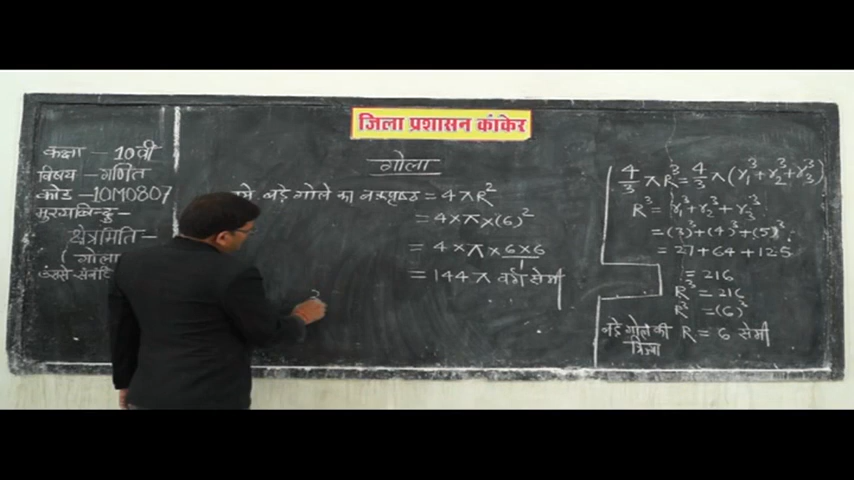 जिला प्रशासन कांकेर
गोला
कक्षा - 10वीं
विषय - गणित
कोड - 10M0807
मुख्यबिन्दु -
क्षेत्रमिति -
( गोला
उससे
बड़े गोले का वक्रपृष्ठ = 4πR²
= 4×π×(6)²
= 4×π×6×6
= 144π वर्ग सेमी
4/3 πR³ = 4/3 π(r₁³+r₂³+r₃³)
R³ = r₁³+r₂³+r₃³
= (3)³+(4)³+(5)³
= 27+64+125
= 216
R³ = 216
R³ = (6)³
बड़े गोले की त्रिज्या R = 6 सेमी